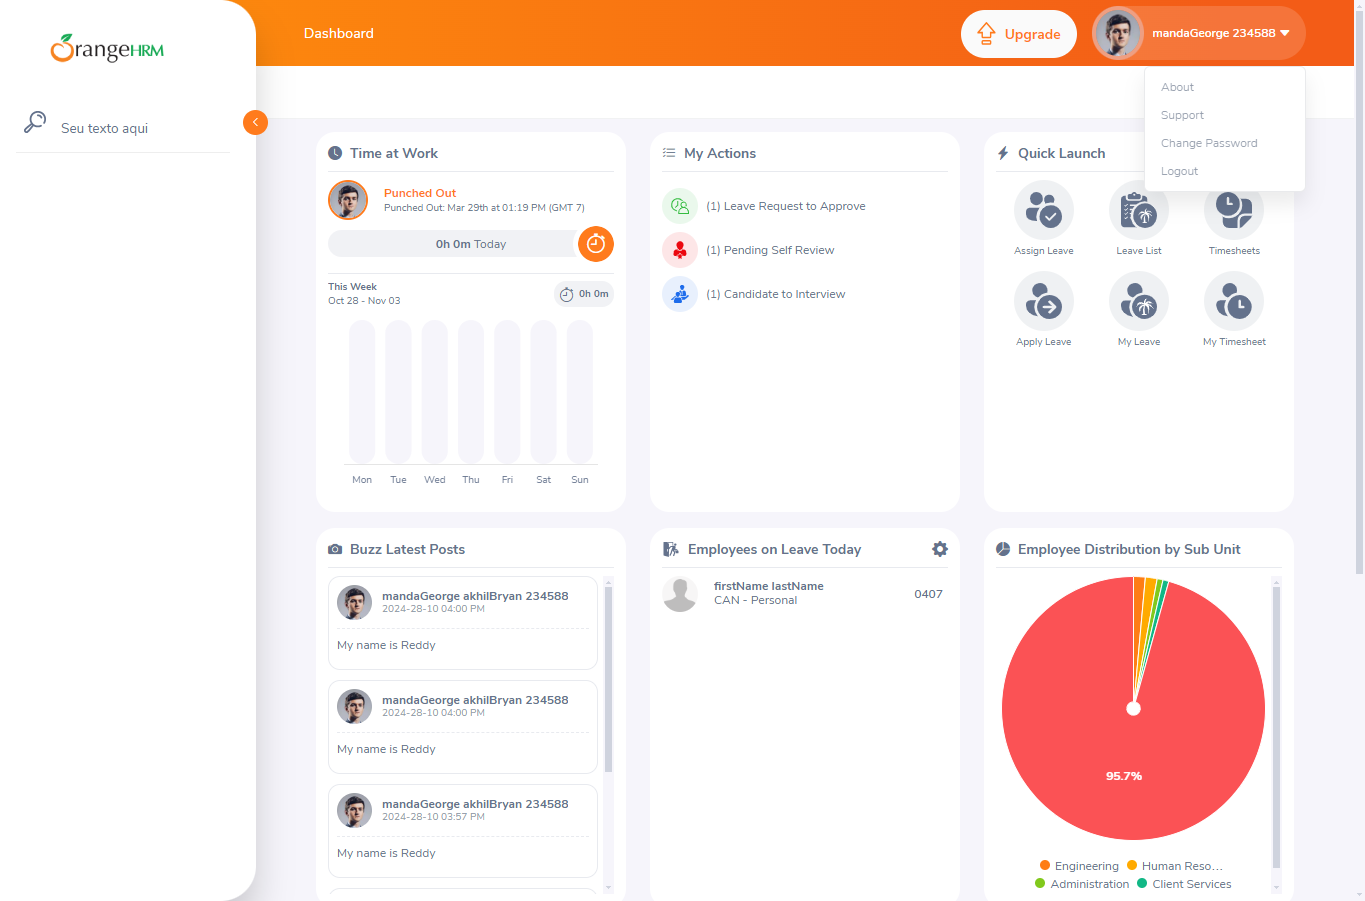 OrangeHRM
Seu texto aqui
Dashboard
Upgrade
mandaGeorge 234588
About
Support
Change Password
Logout
Time at Work
Punched Out
Punched Out: Mar 29th at 01:19 PM (GMT 7)
0h 0m Today
This Week
Oct 28 - Nov 03
0h 0m
Mon Tue Wed Thu Fri Sat Sun
My Actions
(1) Leave Request to Approve
(1) Pending Self Review
(1) Candidate to Interview
Quick Launch
Assign Leave Leave List Timesheets
Apply Leave My Leave My Timesheet
Buzz Latest Posts
mandaGeorge akhilBryan 234588
2024-28-10 04:00 PM
My name is Reddy
mandaGeorge akhilBryan 234588
2024-28-10 04:00 PM
My name is Reddy
mandaGeorge akhilBryan 234588
2024-28-10 03:57 PM
My name is Reddy
Employees on Leave Today
firstName lastName
CAN - Personal
0407
Employee Distribution by Sub Unit
95.7%
Engineering Human Reso...
Administration Client Services